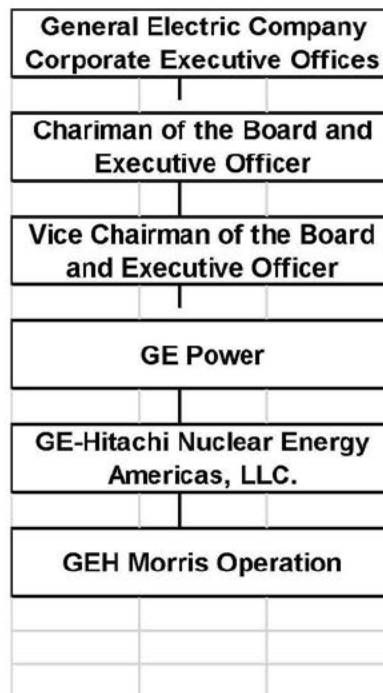 General Electric Company
Corporate Executive Offices
Chariman of the Board and
Executive Officer
Vice Chairman of the Board
and Executive Officer
GE Power
GE-Hitachi Nuclear Energy
Americas, LLC.
GEH Morris Operation